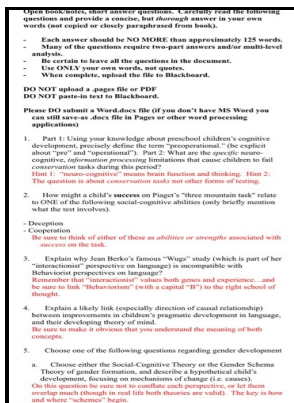 Open book/notes, short answer questions. Carefully read the following
questions and provide a concise, but thorough answer in your own
words (not copied or closely paraphrased from book).
- Each answer should be NO MORE than approximately 125 words.
- Many of the questions require two-part answers and/or multi-level
analysis.
- Be certain to leave all the questions in the document.
- Use ONLY your own words, not quotes.
- When complete, upload the file to Blackboard.
DO NOT upload a .pages file or PDF
DO NOT paste-in text to Blackboard.
Please DO submit a Word.docx file (if you don't have MS Word you
can still save-as .docx file in Pages or other word processing
applications)
1. Part 1: Using your knowledge about preschool children's cognitive
development, precisely define the term "preoperational." (be explicit
about "pre" and "operational"). Part 2: What are the specific neuro-
cognitive, information processing limitations that cause children to fail
conservation tasks during this period?
Hint 1: "neuro-cognitive" means brain function and thinking. Hint 2:
The question is about conservation tasks not other forms of testing.
2. How might a child's success on Piaget's "three mountain task" relate
to ONE of the following social-cognitive abilities (only briefly mention
what the test involves).
- Deception
- Cooperation
Be sure to think of either of these as abilities or strengths associated with
success on the task.
3. Explain why Jean Berko's famous "Wugs" study (which is part of her
"interactionist" perspective on language) is incompatible with
Behaviorist perspectives on language?
Remember that "interactionist" values both genes and experience…and
be sure to link "Behaviorism" (with a capital "B") to the right school of
thought.
4. Explain a likely link (especially direction of causal relationship)
between improvements in children's pragmatic development in language,
and their developing theory of mind.
Be sure to make it obvious that you understand the meaning of both
concepts.
5. Choose one of the following questions regarding gender development
a. Choose either the Social-Cognitive Theory or the Gender Schema
Theory of gender formation, and describe a hypothetical child's
development, focusing on mechanisms of change (i.e. causes).
On this question be sure not to conflate each perspective, or let them
overlap much (though in real life both theories are valid). The key is how
and where "schemes" begin.